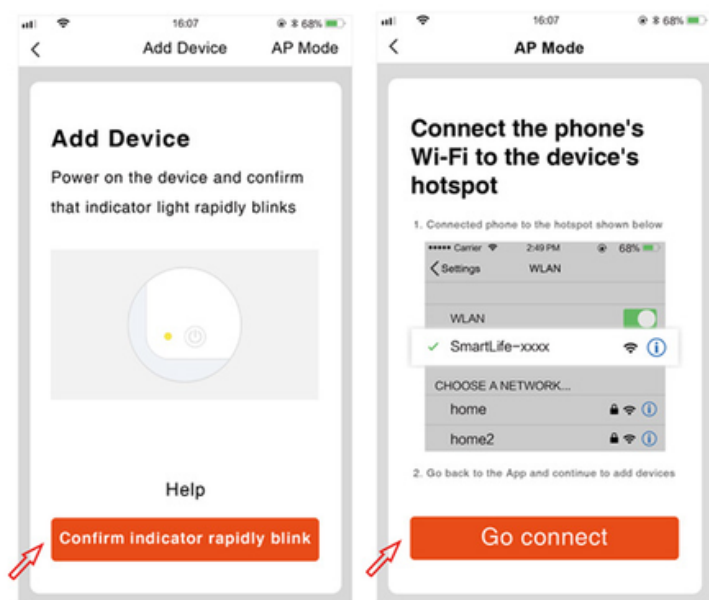 16:07
68%
Add Device
AP Mode
Add Device
Power on the device and confirm
that indicator light rapidly blinks
Help
Confirm indicator rapidly blink
16:07
68%
AP Mode
Connect the phone's
Wi-Fi to the device's
hotspot
1. Connected phone to the hotspot shown below
Carrier
2:49 PM
68%
Settings
WLAN
WLAN
SmartLife-xxxx
CHOOSE A NETWORK...
home
home2
2. Go back to the App and continue to add devices
Go connect